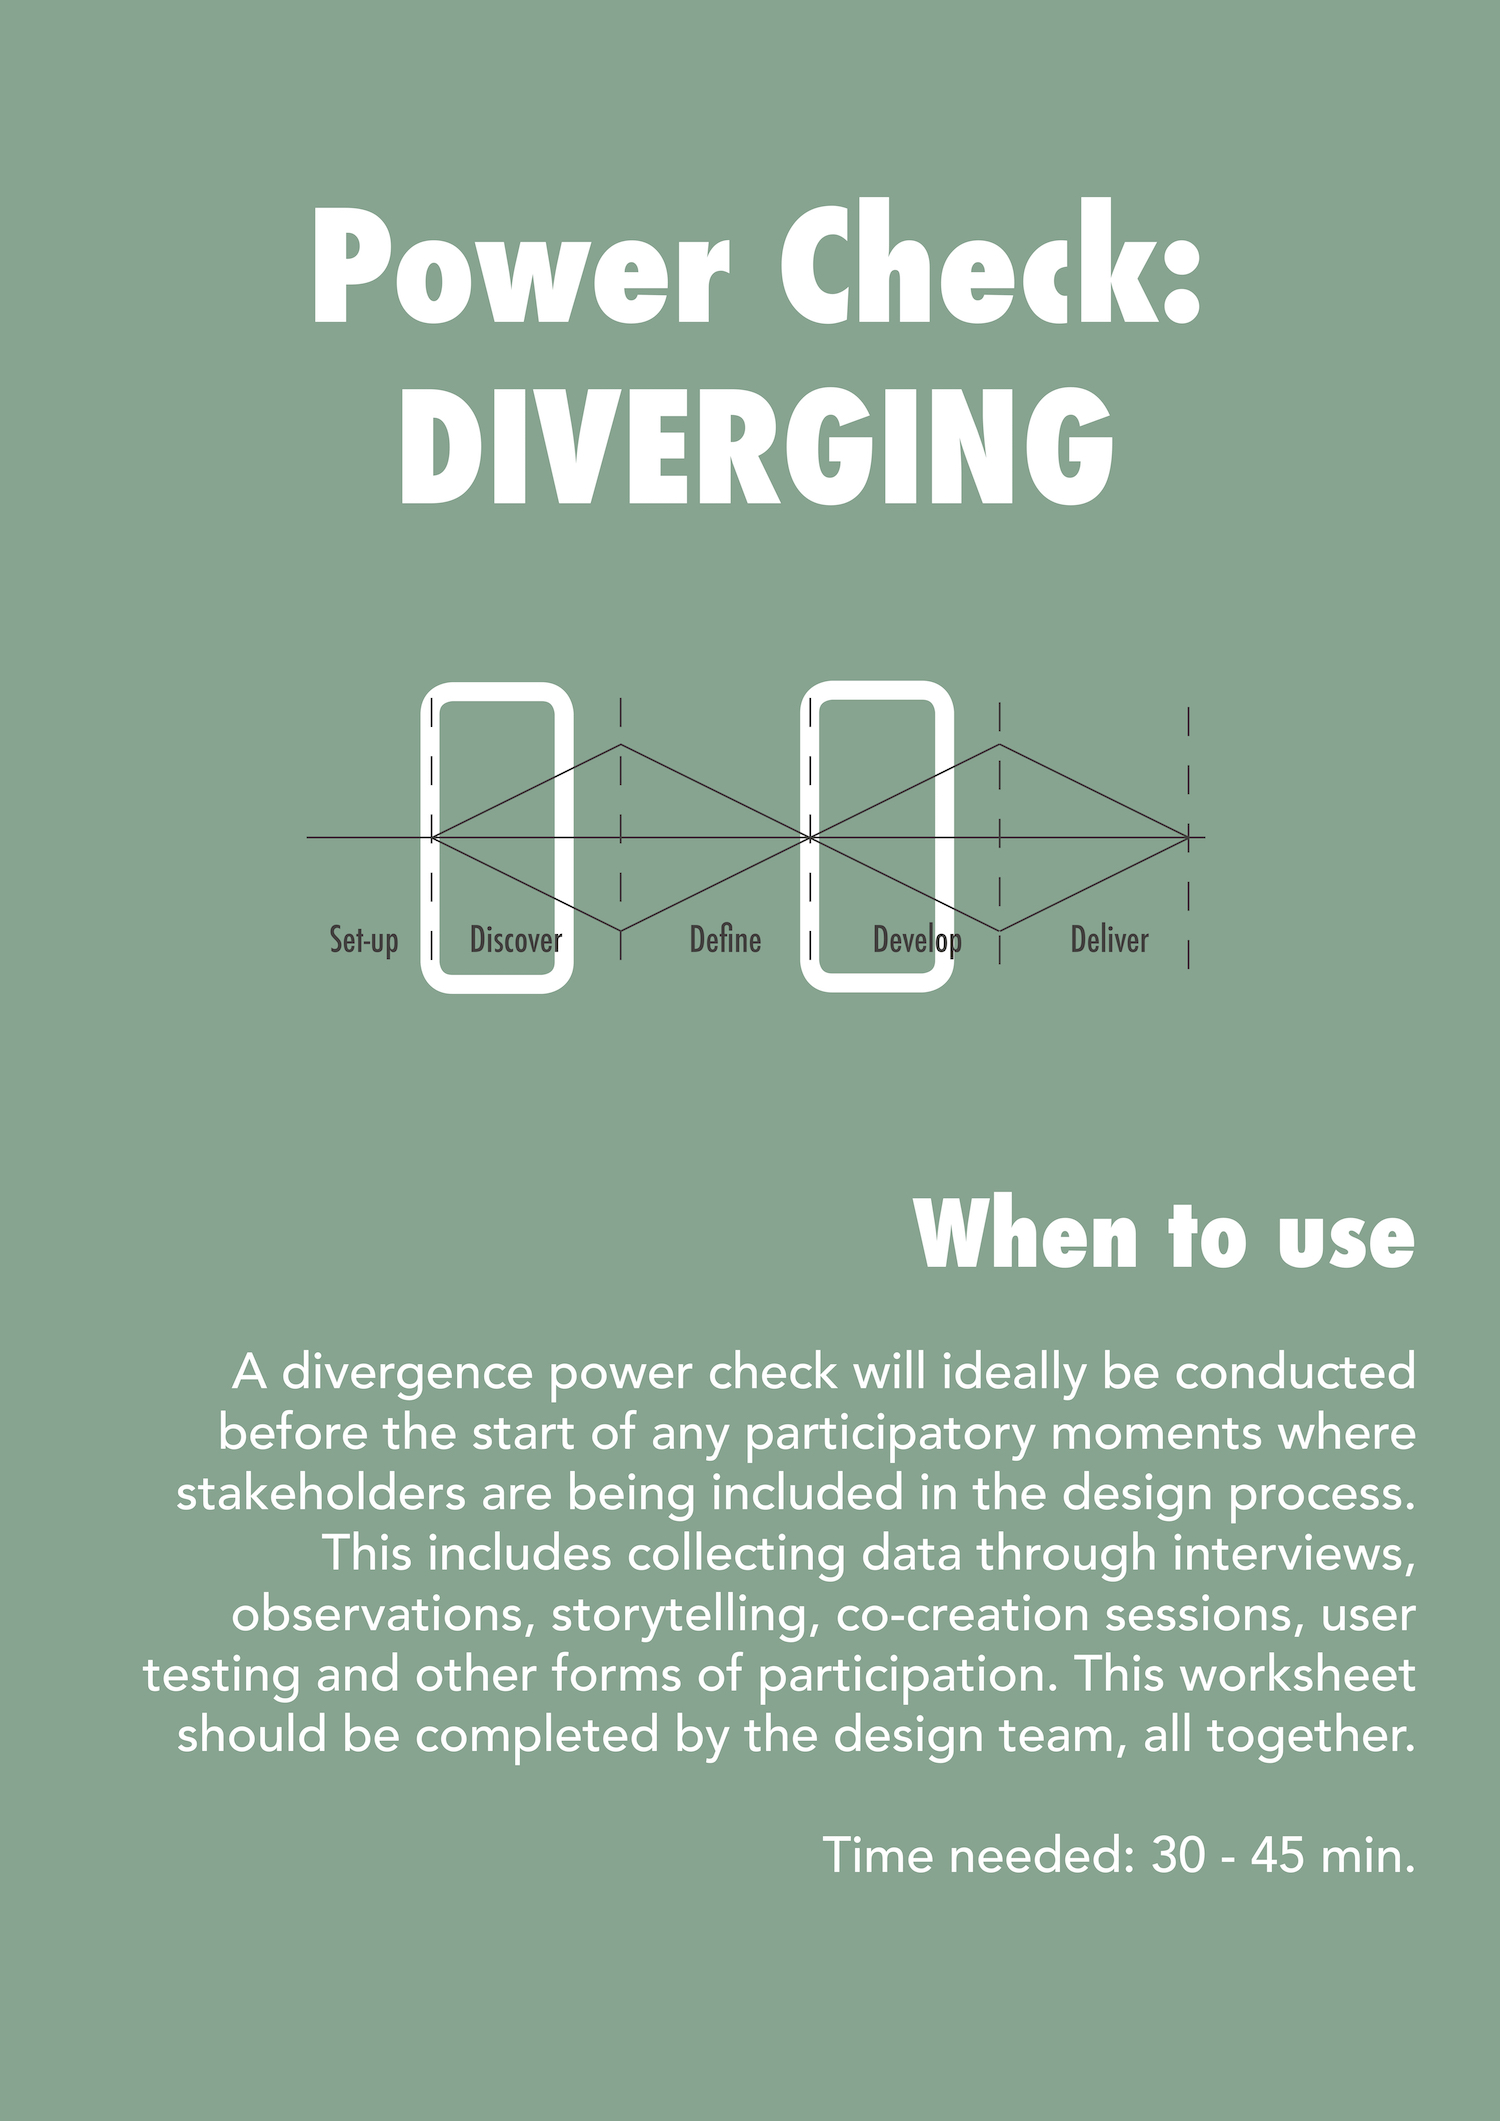 Power Check:
DIVERGING
Set-up Discover Define Develop Deliver
When to use
A divergence power check will ideally be conducted
before the start of any participatory moments where
stakeholders are being included in the design process.
This includes collecting data through interviews,
observations, storytelling, co-creation sessions, user
testing and other forms of participation. This worksheet
should be completed by the design team, all together.
Time needed: 30 - 45 min.